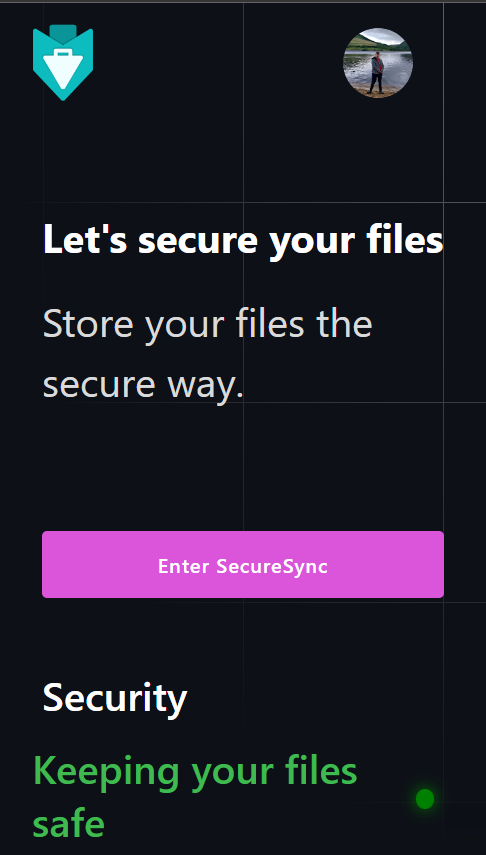 Let's secure your files
Store your files the
secure way.
Enter SecureSync
Security
Keeping your files
safe